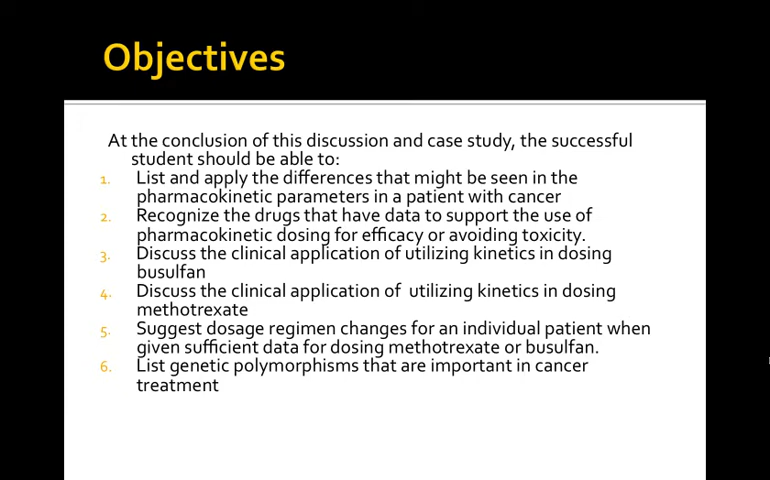 Objectives
At the conclusion of this discussion and case study, the successful
student should be able to:
1. List and apply the differences that might be seen in the
pharmacokinetic parameters in a patient with cancer
2. Recognize the drugs that have data to support the use of
pharmacokinetic dosing for efficacy or avoiding toxicity.
3. Discuss the clinical application of utilizing kinetics in dosing
busulfan
4. Discuss the clinical application of  utilizing kinetics in dosing
methotrexate
5. Suggest dosage regimen changes for an individual patient when
given sufficient data for dosing methotrexate or busulfan.
6. List genetic polymorphisms that are important in cancer
treatment